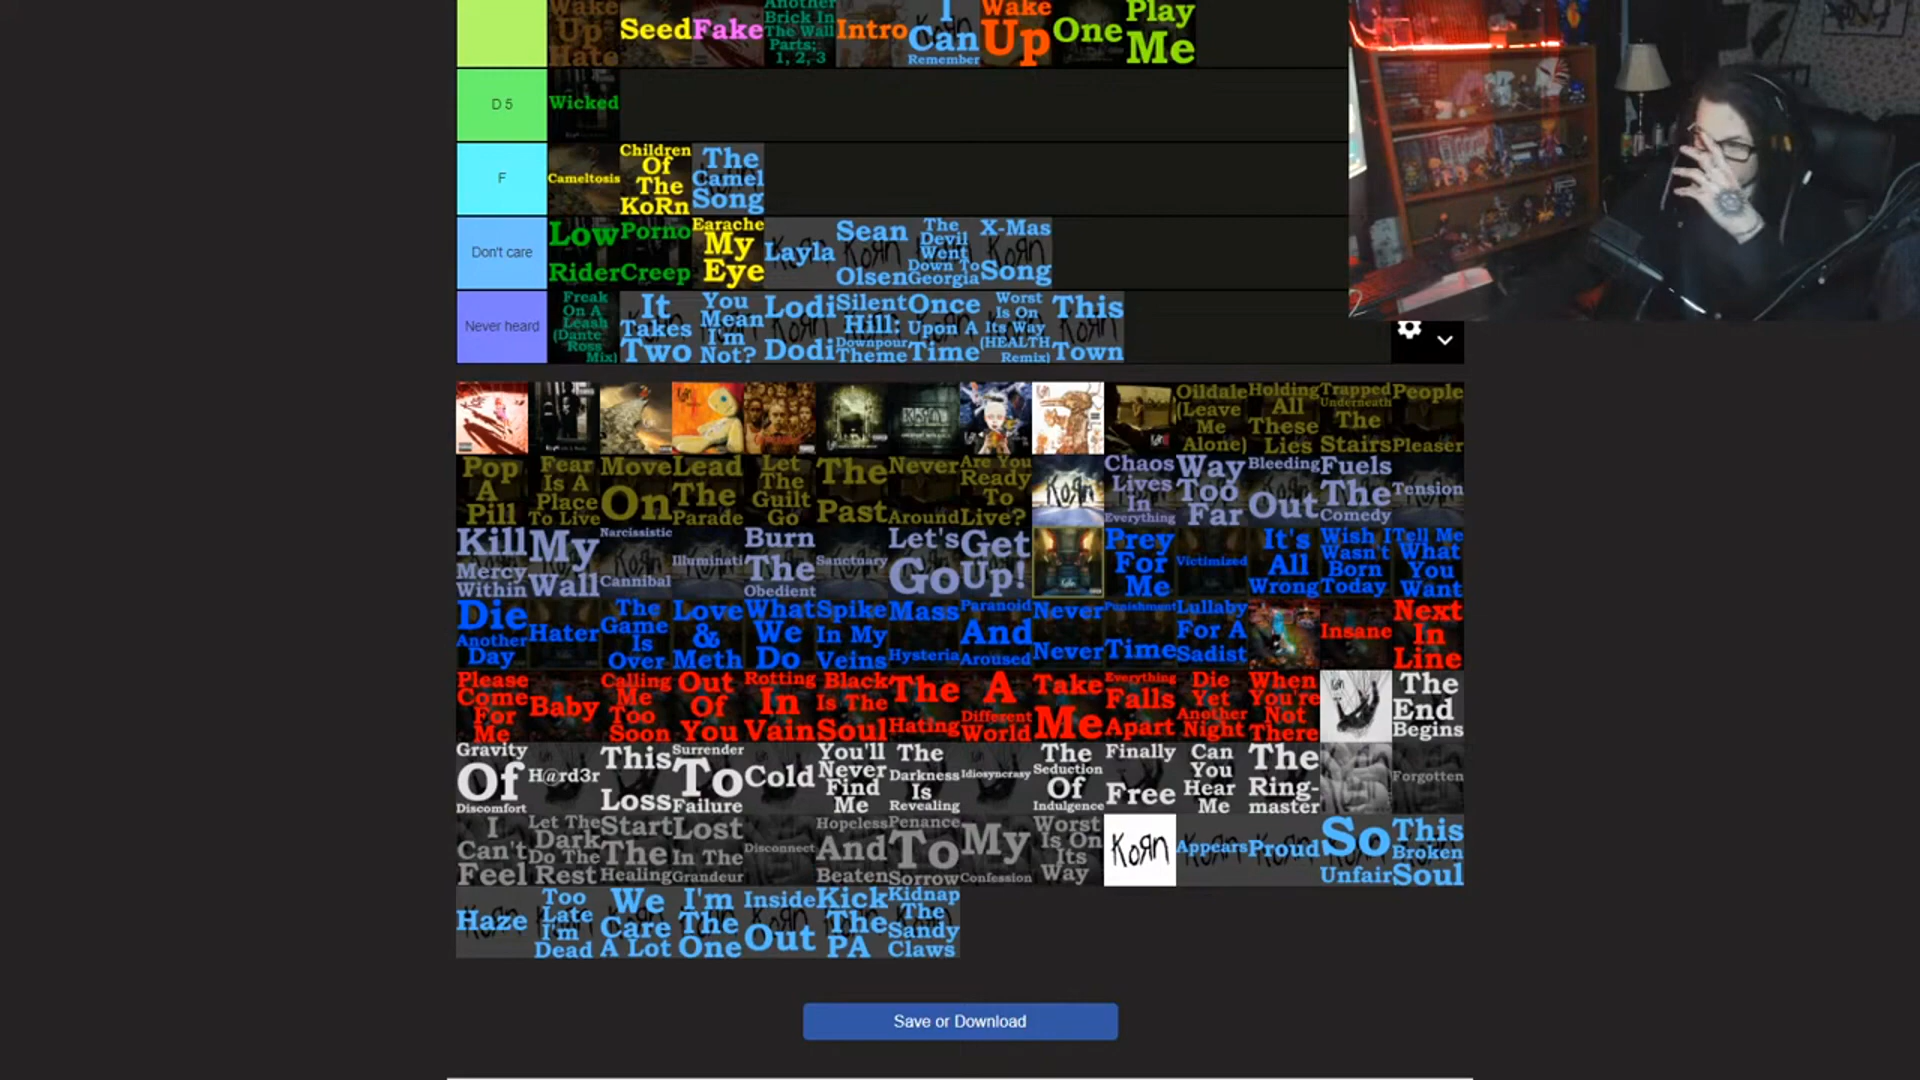 Wake Up Hate
Seed
Fake
Another Brick In The Wall Parts; 1, 2, 3
Intro
I Can Remember
Wake Up
One
Play Me
D 5
Wicked
F
Cameltosis
Children Of The KoRn
The Camel Song
Don't care
Low Rider
Porno Creep
Earache My Eye
Layla
Sean Olsen
The Devil Went Down To Georgia
X-Mas Song
Never heard
Freak On A Leash (Dante Ross Mix)
It Takes Two
You Mean I'm Not?
Lodi Dodi
Silent Hill: Downpour Theme
Once Upon A Time
Worst Is On Its Way (HEALTH Remix)
This Town
Oildale (Leave Me Alone)
Holding All These Lies
Trapped Underneath The Stairs
People Pleaser
Pop A Pill
Fear Is A Place To Live
Move On
Lead The Parade
Let The Guilt Go
The Past
Never Around
Are You Ready To Live?
KoRn
Chaos Lives In Everything
Way Too Far
Bleeding Out
Fuels The Comedy
Tension
Kill Mercy Within
My Wall
Narcissistic Cannibal
Illuminati
Burn The Obedient
Sanctuary
Let's Go
Get Up!
Prey For Me
Victimized
It's All Wrong
Wish I Wasn't Born Today
Tell Me What You Want
Die Another Day
Hater
The Game Is Over
Love & Meth
What We Do
Spike In My Veins
Mass Hysteria
Paranoid And Aroused
Never Never
Punishment Time
Lullaby For A Sadist
Insane
Next In Line
Please Come For Me
Baby
Calling Me Too Soon
Out Of You
Rotting In Vain
Black Is The Soul
The Hating
A Different World
Take Me
Everything Falls Apart
Die Yet Another Night
When You're Not There
The End Begins
Gravity Of Discomfort
H@rd3r
This Loss
Surrender To Failure
Cold
You'll Never Find Me
The Darkness Is Revealing
Idiosyncrasy
The Seduction Of Indulgence
Finally Free
Can You Hear Me
The Ring-master
Forgotten
I Can't Feel
Let The Dark Do The Rest
Start The Healing
Lost In The Grandeur
Disconnect
Hopeless And Beaten
Penance To Sorrow
My Confession
Worst Is On Its Way
KoRn
Appears
Proud
So Unfair
This Broken Soul
Haze
Too Late I'm Dead
We Care A Lot
I'm The One
Inside Out
Kick The PA
Kidnap The Sandy Claws
Save or Download